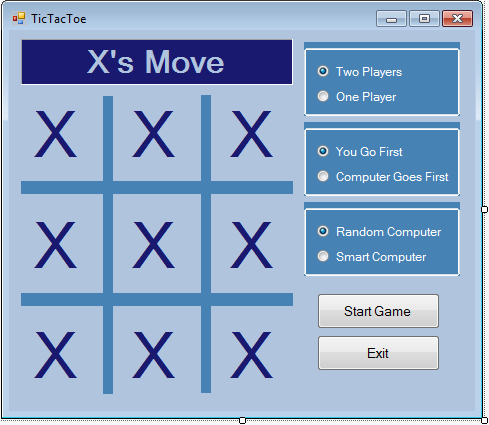 TicTacToe
X's Move
X X X
X X X
X X X
Two Players
One Player
You Go First
Computer Goes First
Random Computer
Smart Computer
Start Game
Exit